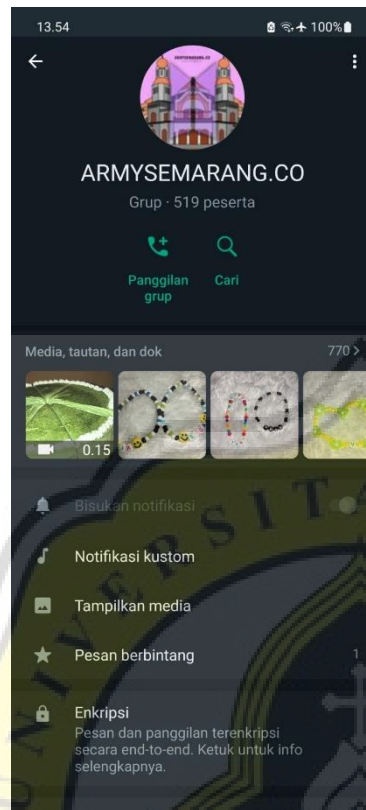 13.54
100%
ARMYSEMARANG.CO
Grup · 519 peserta
Panggilan
grup
Cari
Media, tautan, dan dok
770 >
0.15
Bisukan notifikasi
Notifikasi kustom
Tampilkan media
Pesan berbintang
1
Enkripsi
Pesan dan panggilan terenkripsi
secara end-to-end. Ketuk untuk info
selengkapnya.